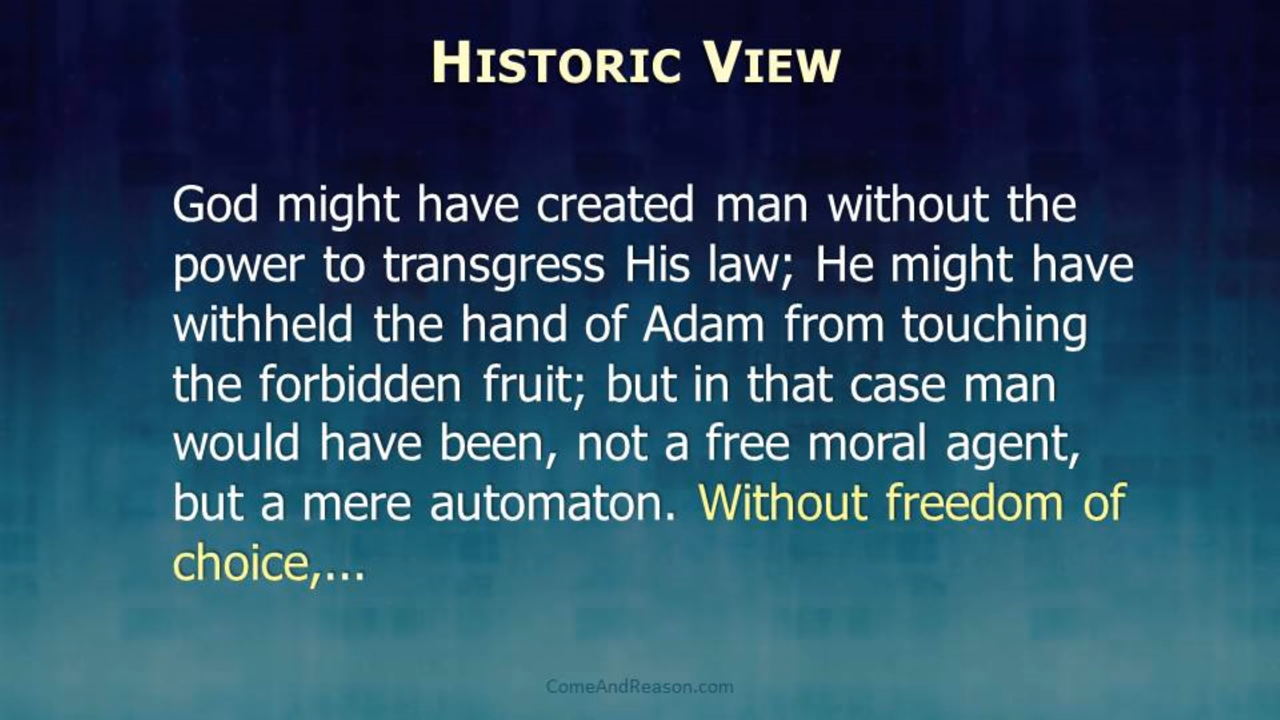 Historic View
God might have created man without the
power to transgress His law; He might have
withheld the hand of Adam from touching
the forbidden fruit; but in that case man
would have been, not a free moral agent,
but a mere automaton. Without freedom of
choice,...
ComeAndReason.com